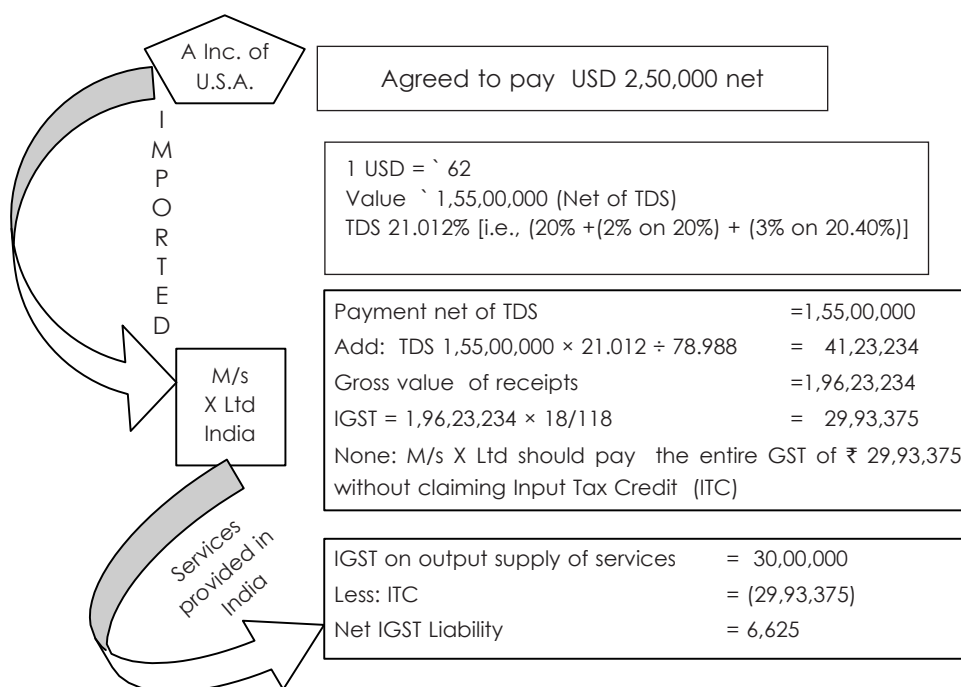 A Inc. of
U.S.A.
Agreed to pay USD 2,50,000 net
I
M
P
O
R
T
E
D
1 USD = ` 62
Value ` 1,55,00,000 (Net of TDS)
TDS 21.012% [i.e., (20% +(2% on 20%) + (3% on 20.40%)]
Payment net of TDS =1,55,00,000
Add: TDS 1,55,00,000 × 21.012 ÷ 78.988 = 41,23,234
Gross value of receipts =1,96,23,234
IGST = 1,96,23,234 × 18/118 = 29,93,375
None: M/s X Ltd should pay the entire GST of ₹ 29,93,375
without claiming Input Tax Credit (ITC)
M/s
X Ltd
India
Services
provided in
India
IGST on output supply of services = 30,00,000
Less: ITC = (29,93,375)
Net IGST Liability = 6,625